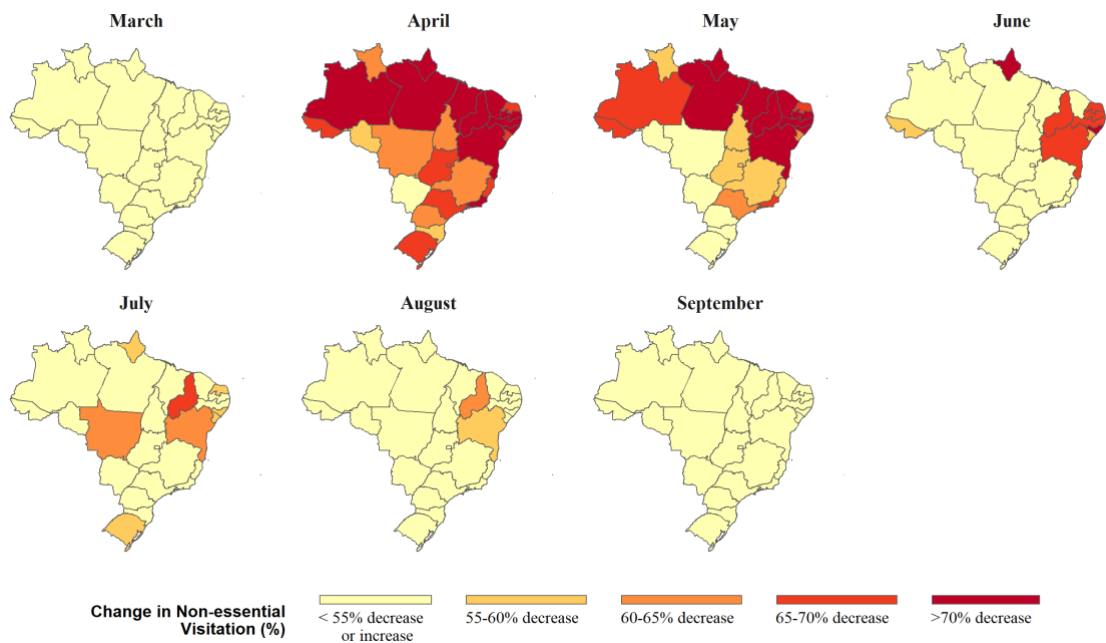 March
April
May
June
July
August
September
Change in Non-essential
Visitation (%)
< 55% decrease
or increase
55-60% decrease
60-65% decrease
65-70% decrease
>70% decrease